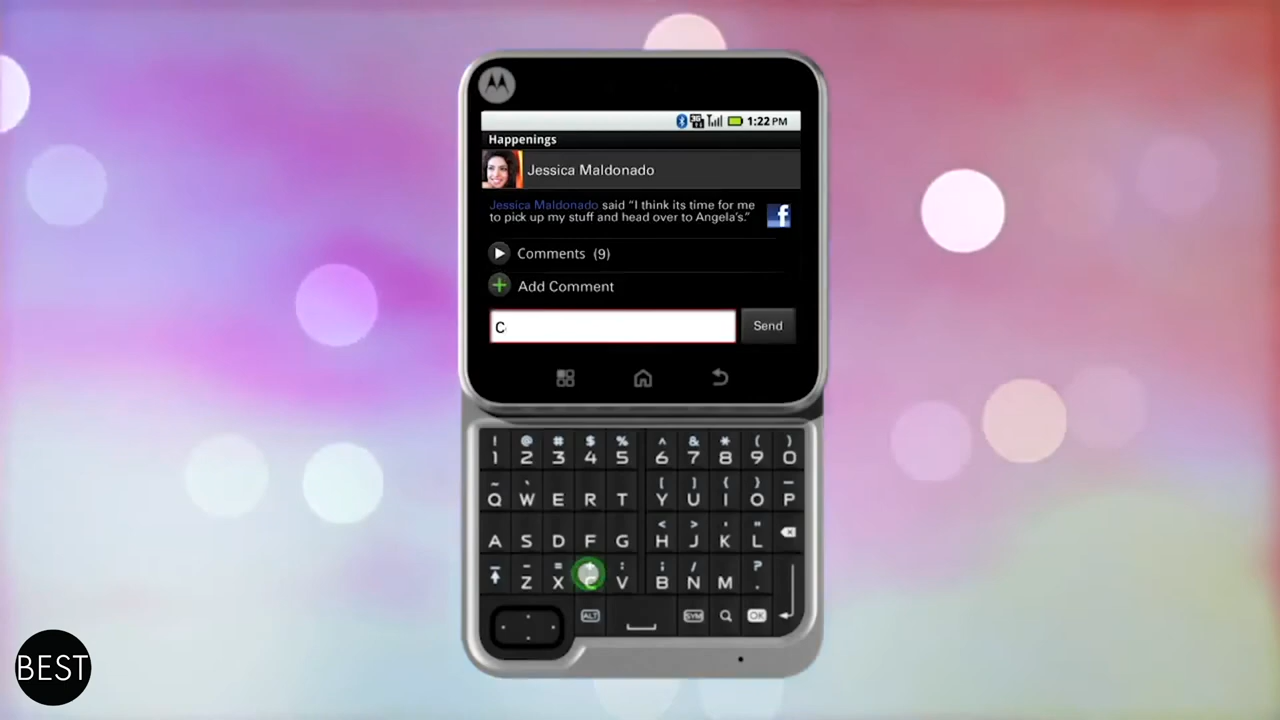 1:22 PM
Happenings
Jessica Maldonado
Jessica Maldonado said “I think its time for me
to pick up my stuff and head over to Angela's.”
f
Comments (9)
Add Comment
C
Send
! @ # $ % ^ & * ( )
1 2 3 4 5 6 7 8 9 0
~ ` { } [ ] _
Q W E R T Y U I O P
< > ' "
A S D F G H J K L
- = + : ; / ?
Z X C V B N M .
ALT SYM OK
BEST